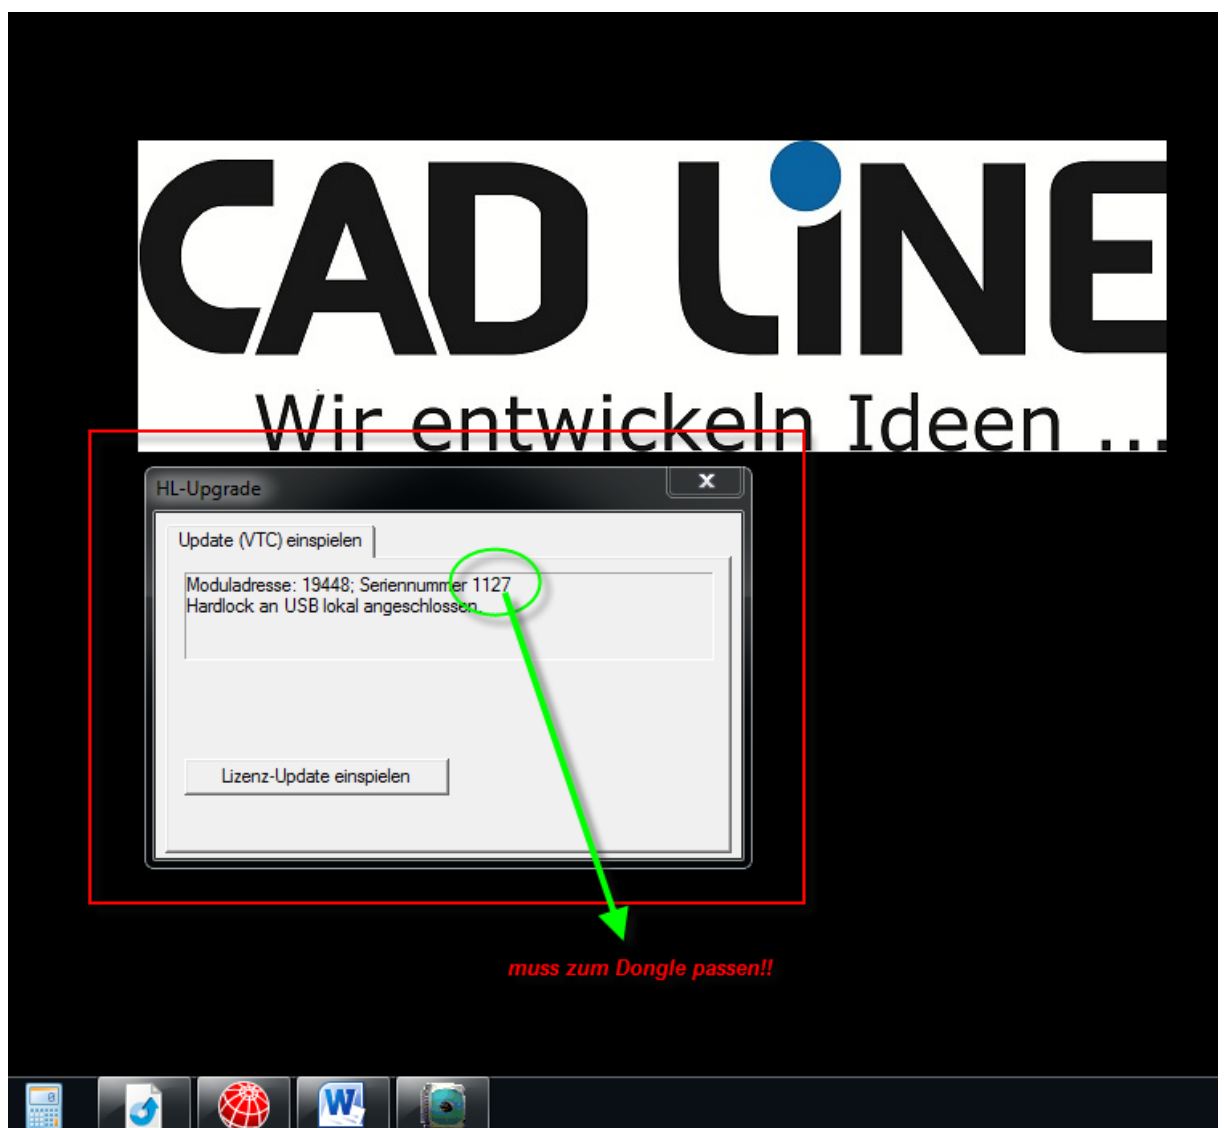 CAD LiNE
Wir entwickeln Ideen ...
HL-Upgrade
Update (VTC) einspielen
Moduladresse: 19448; Seriennummer 1127
Hardlock an USB lokal angeschlossen.
Lizenz-Update einspielen
muss zum Dongle passen!!
0
W